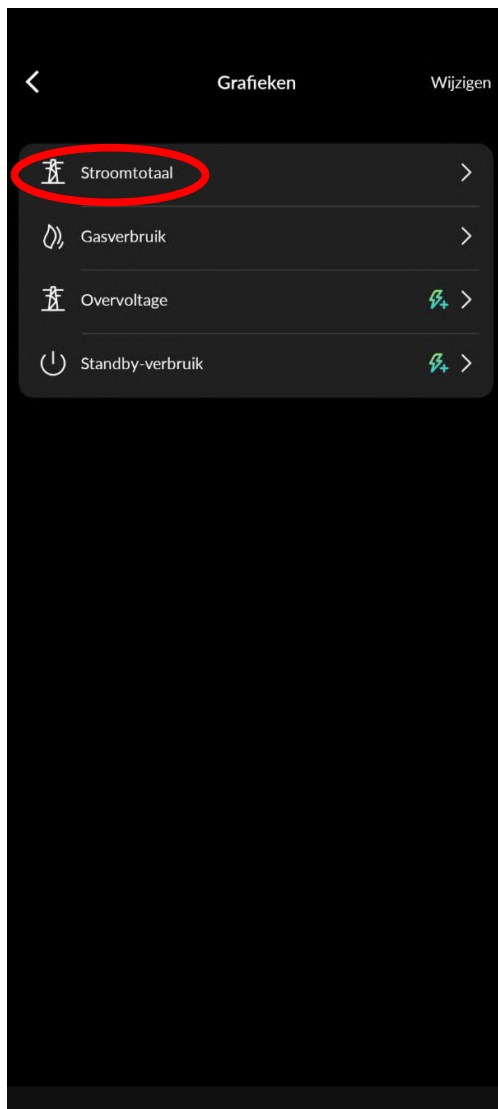 Grafieken
Wijzigen
Stroomtotaal
Gasverbruik
Overvoltage
Standby-verbruik